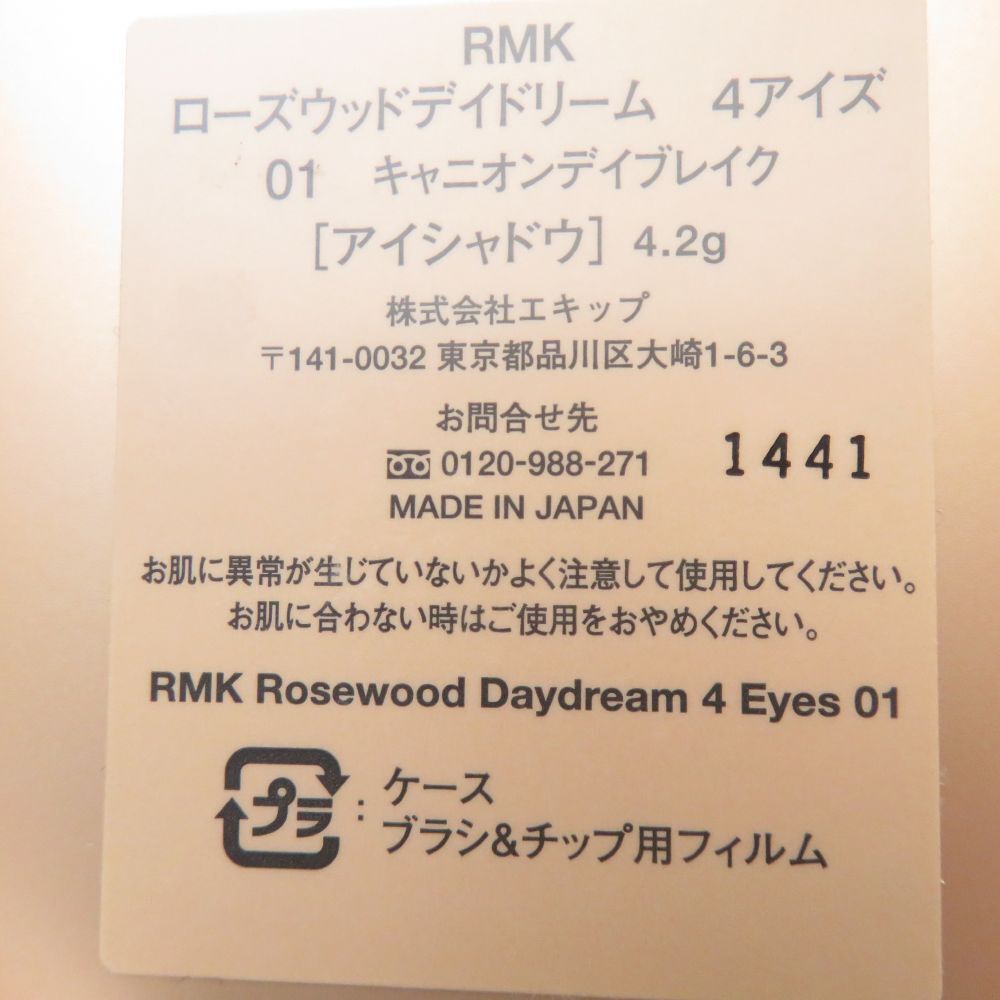 RMK
ローズウッドデイドリーム　4アイズ
01　キャニオンデイブレイク
[アイシャドウ] 4.2g
株式会社エキップ
〒141-0032 東京都品川区大崎1-6-3
お問合せ先
0120-988-271
1441
MADE IN JAPAN
お肌に異常が生じていないかよく注意して使用してください。
お肌に合わない時はご使用をおやめください。
RMK Rosewood Daydream 4 Eyes 01
プラ : ケース
ブラシ&チップ用フィルム